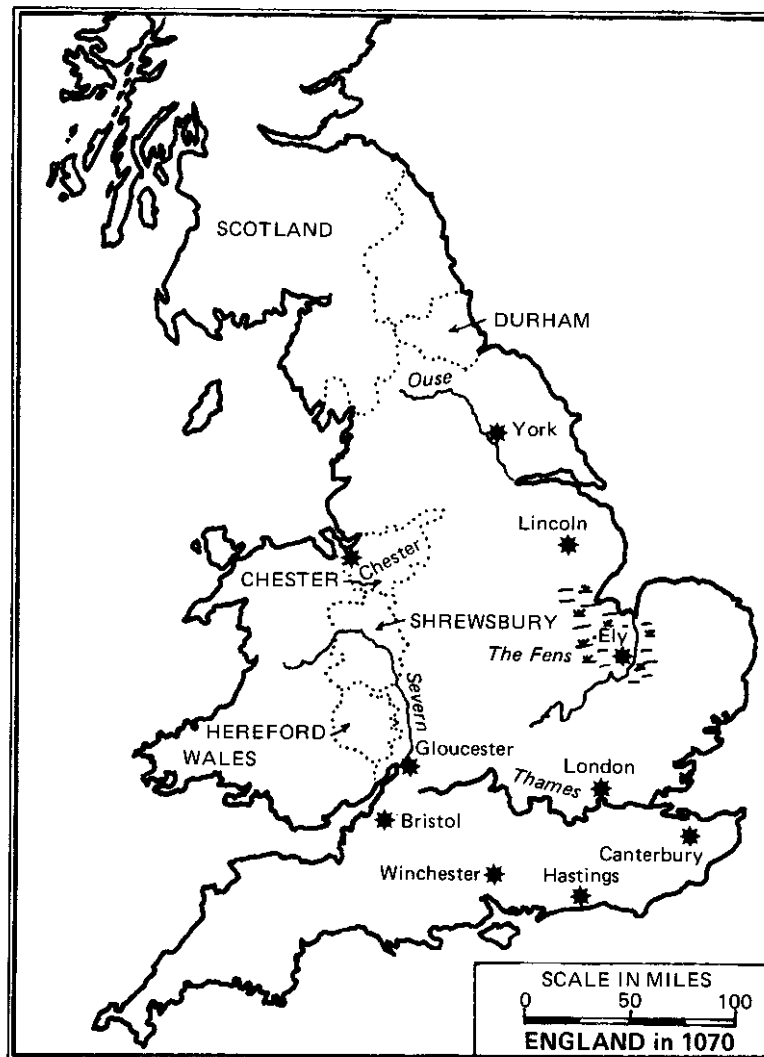 SCOTLAND
DURHAM
Ouse
York
Lincoln
Chester
CHESTER
SHREWSBURY
Ely
The Fens
Severn
HEREFORD
WALES
Gloucester
Thames
London
Bristol
Canterbury
Winchester
Hastings
SCALE IN MILES
0 50 100
ENGLAND in 1070